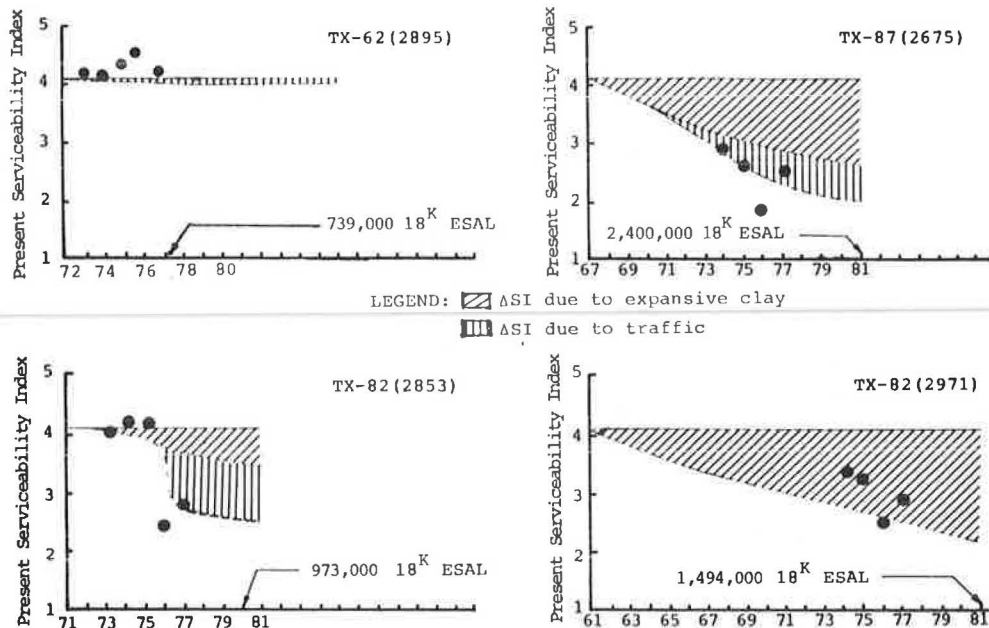 Present Serviceability Index
5
4
3
2
1
TX-62(2895)
739,000 18K ESAL
72 74 76 78 80
Present Serviceability Index
5
4
3
2
1
TX-87(2675)
2,400,000 18K ESAL
67 69 71 73 75 77 79 81
LEGEND: ΔSI due to expansive clay
ΔSI due to traffic
Present Serviceability Index
5
4
3
2
1
TX-82(2853)
973,000 18K ESAL
71 73 75 77 79 81
Present Serviceability Index
5
4
3
2
1
TX-82(2971)
1,494,000 18K ESAL
61 63 65 67 69 71 73 75 77 79 81